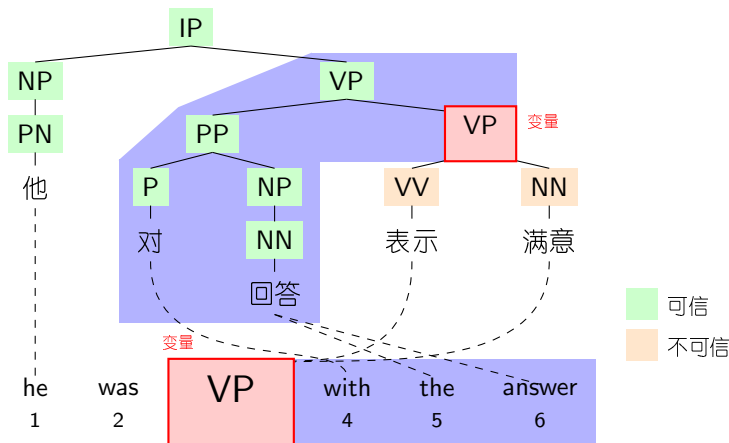 IP
NP VP
PN PP VP 变量
他 P NP VV NN
对 NN 表示 满意
回答
可信
变量 不可信
he was VP with the answer
1 2 4 5 6